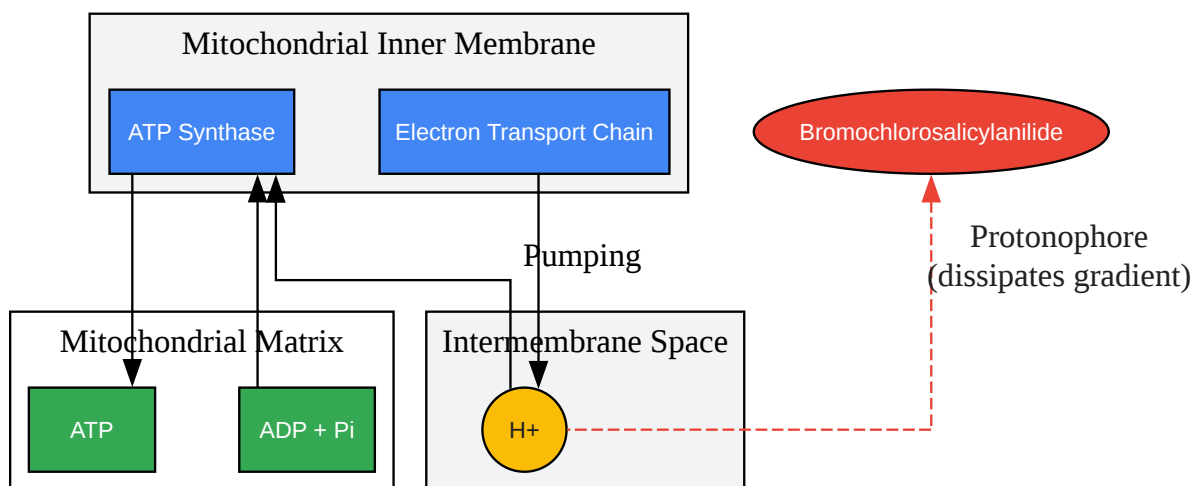 Mitochondrial Inner Membrane
ATP Synthase
Electron Transport Chain
Bromochlorosalicylanilide
Pumping
Protonophore
(dissipates gradient)
Mitochondrial Matrix
Intermembrane Space
ATP
ADP + Pi
H+